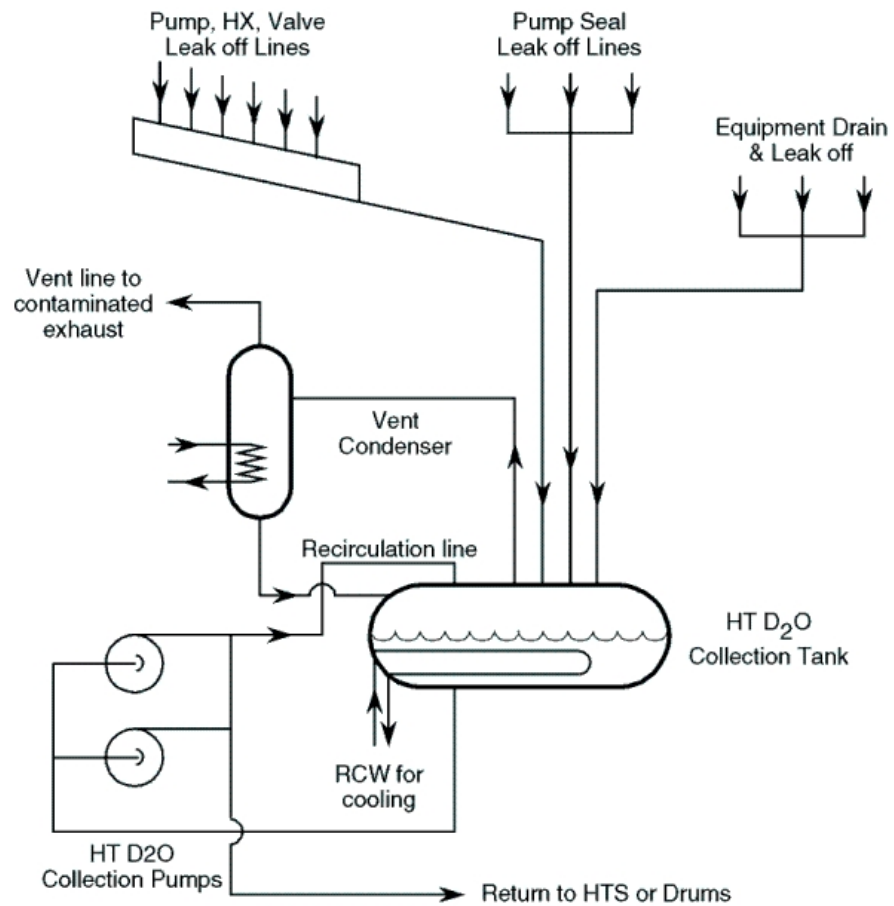 Pump, HX, Valve
Leak off Lines
Pump Seal
Leak off Lines
Equipment Drain
& Leak off
Vent line to
contaminated
exhaust
Vent
Condenser
Recirculation line
HT D₂O
Collection Tank
RCW for
cooling
HT D2O
Collection Pumps
Return to HTS or Drums